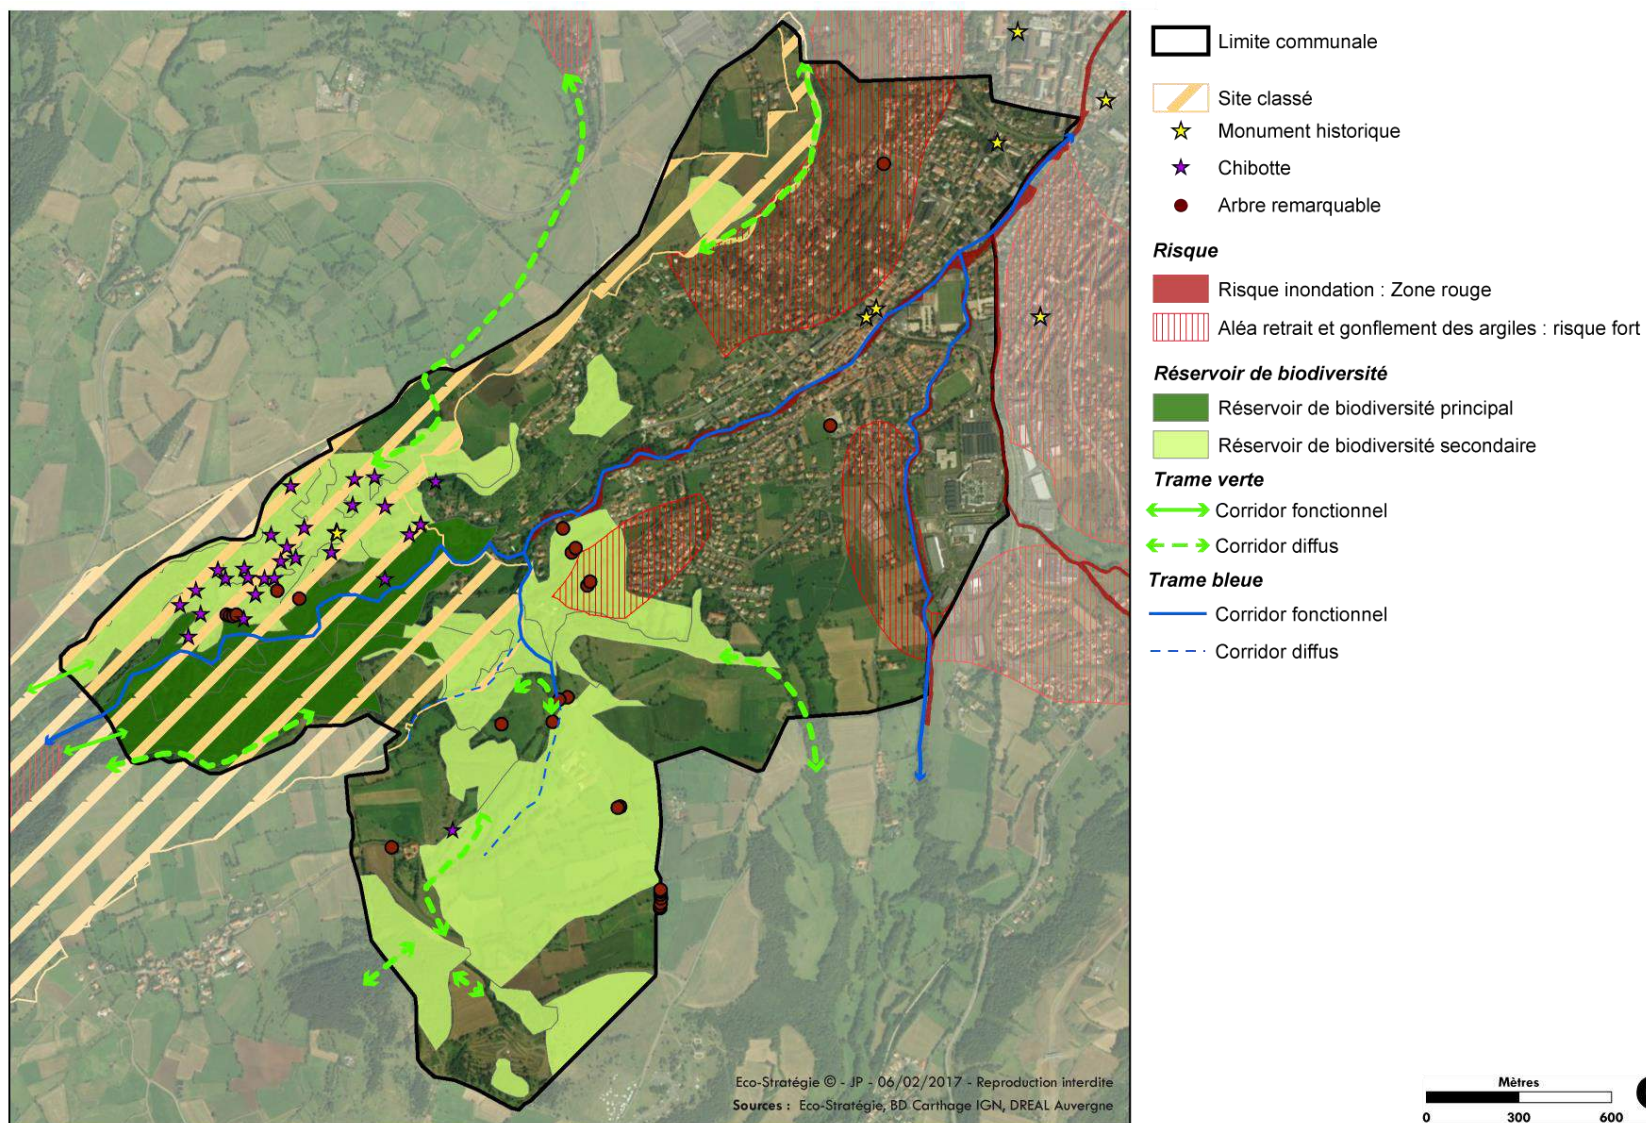 Limite communale
Site classé
Monument historique
Chibotte
Arbre remarquable
Risque
Risque inondation : Zone rouge
Aléa retrait et gonflement des argiles : risque fort
Réservoir de biodiversité
Réservoir de biodiversité principal
Réservoir de biodiversité secondaire
Trame verte
Corridor fonctionnel
Corridor diffus
Trame bleue
Corridor fonctionnel
Corridor diffus
Eco-Stratégie © - JP - 06/02/2017 - Reproduction interdite
Sources : Eco-Stratégie, BD Carthage IGN, DREAL Auvergne
Mètres
0 300 600